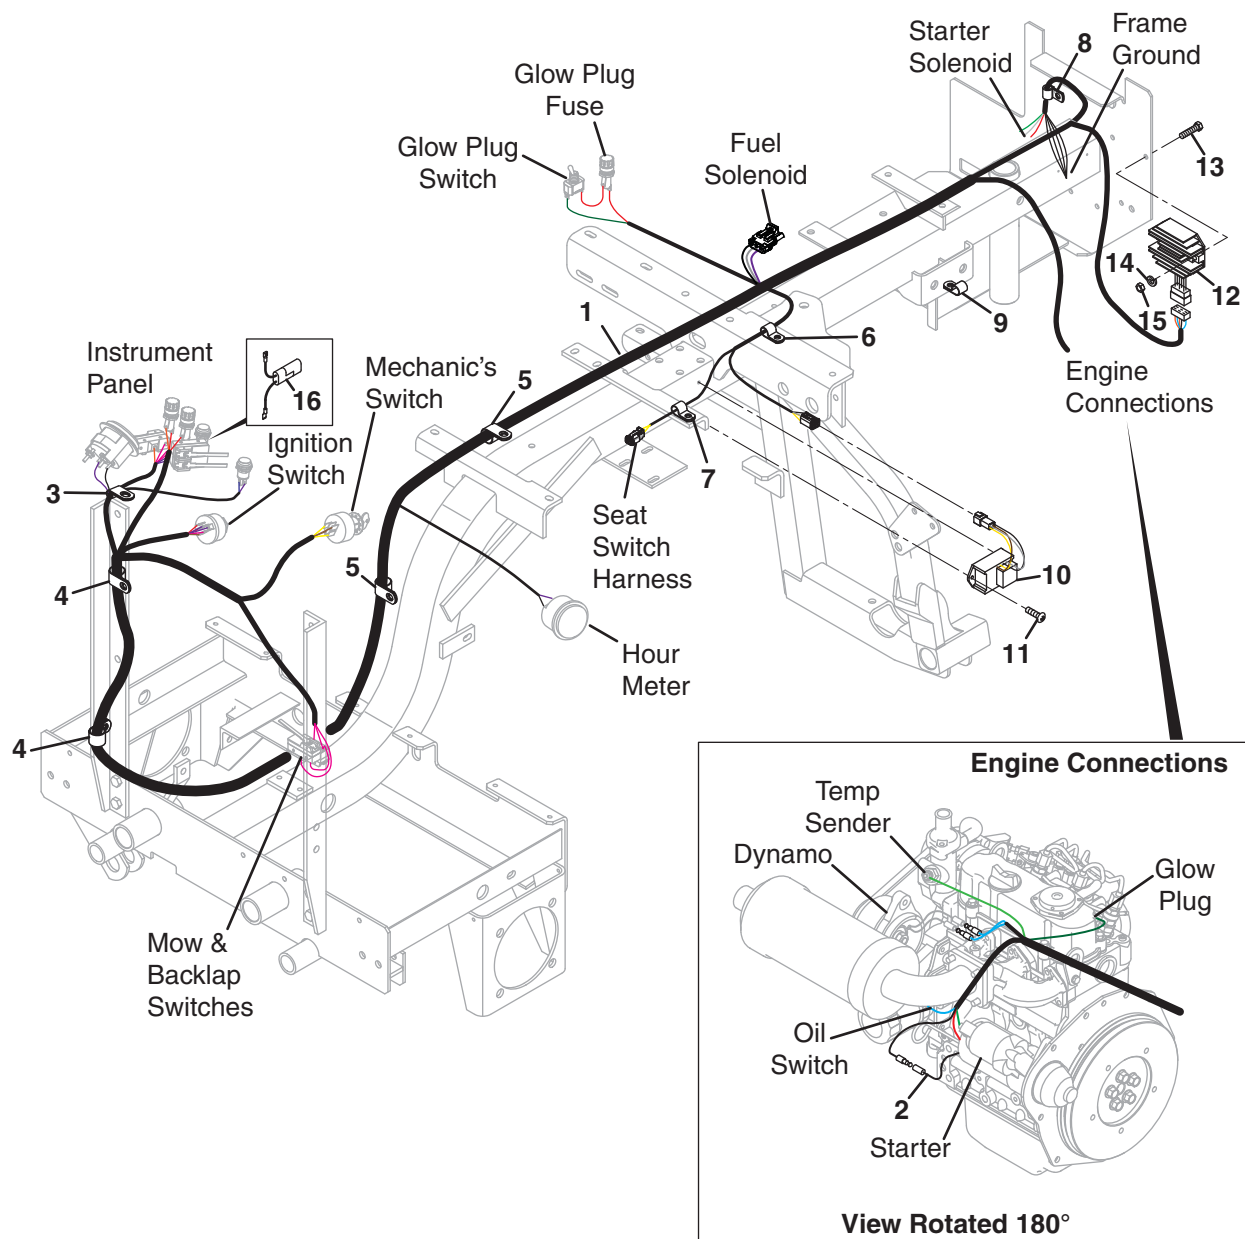 Starter
Solenoid
8
Frame
Ground
Glow Plug
Fuse
Glow Plug
Switch
Fuel
Solenoid
13
14
12
15
9
1
6
Instrument
Panel
16
Mechanic's
Switch
5
Engine
Connections
Ignition
Switch
3
7
Seat
Switch
Harness
4
5
10
11
Hour
Meter
4
Mow &
Backlap
Switches
Engine Connections
Temp
Sender
Dynamo
Glow
Plug
Oil
Switch
2
Starter
View Rotated 180°